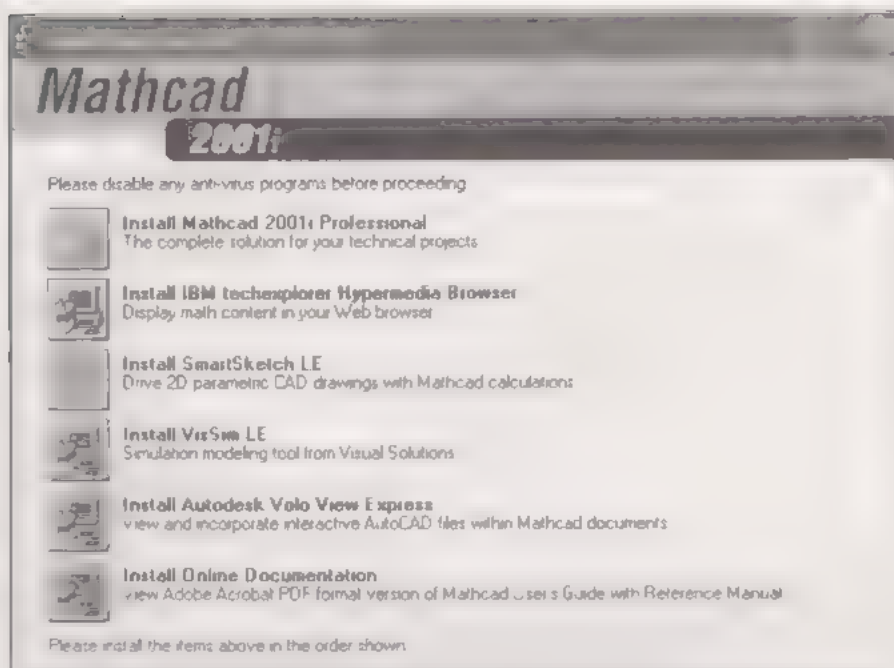 Mathcad
2001i
Please disable any anti-virus programs before proceeding
Install Mathcad 2001i Professional
The complete solution for your technical projects
Install IBM techexplorer Hypermedia Browser
Display math content in your Web browser
Install SmartSketch LE
Drive 2D parametric CAD drawings with Mathcad calculations
Install VisSim LE
Simulation modeling tool from Visual Solutions
Install Autodesk Volo View Express
View and incorporate interactive AutoCAD files within Mathcad documents
Install Online Documentation
View Adobe Acrobat PDF format version of Mathcad User's Guide with Reference Manual
Please install the items above in the order shown